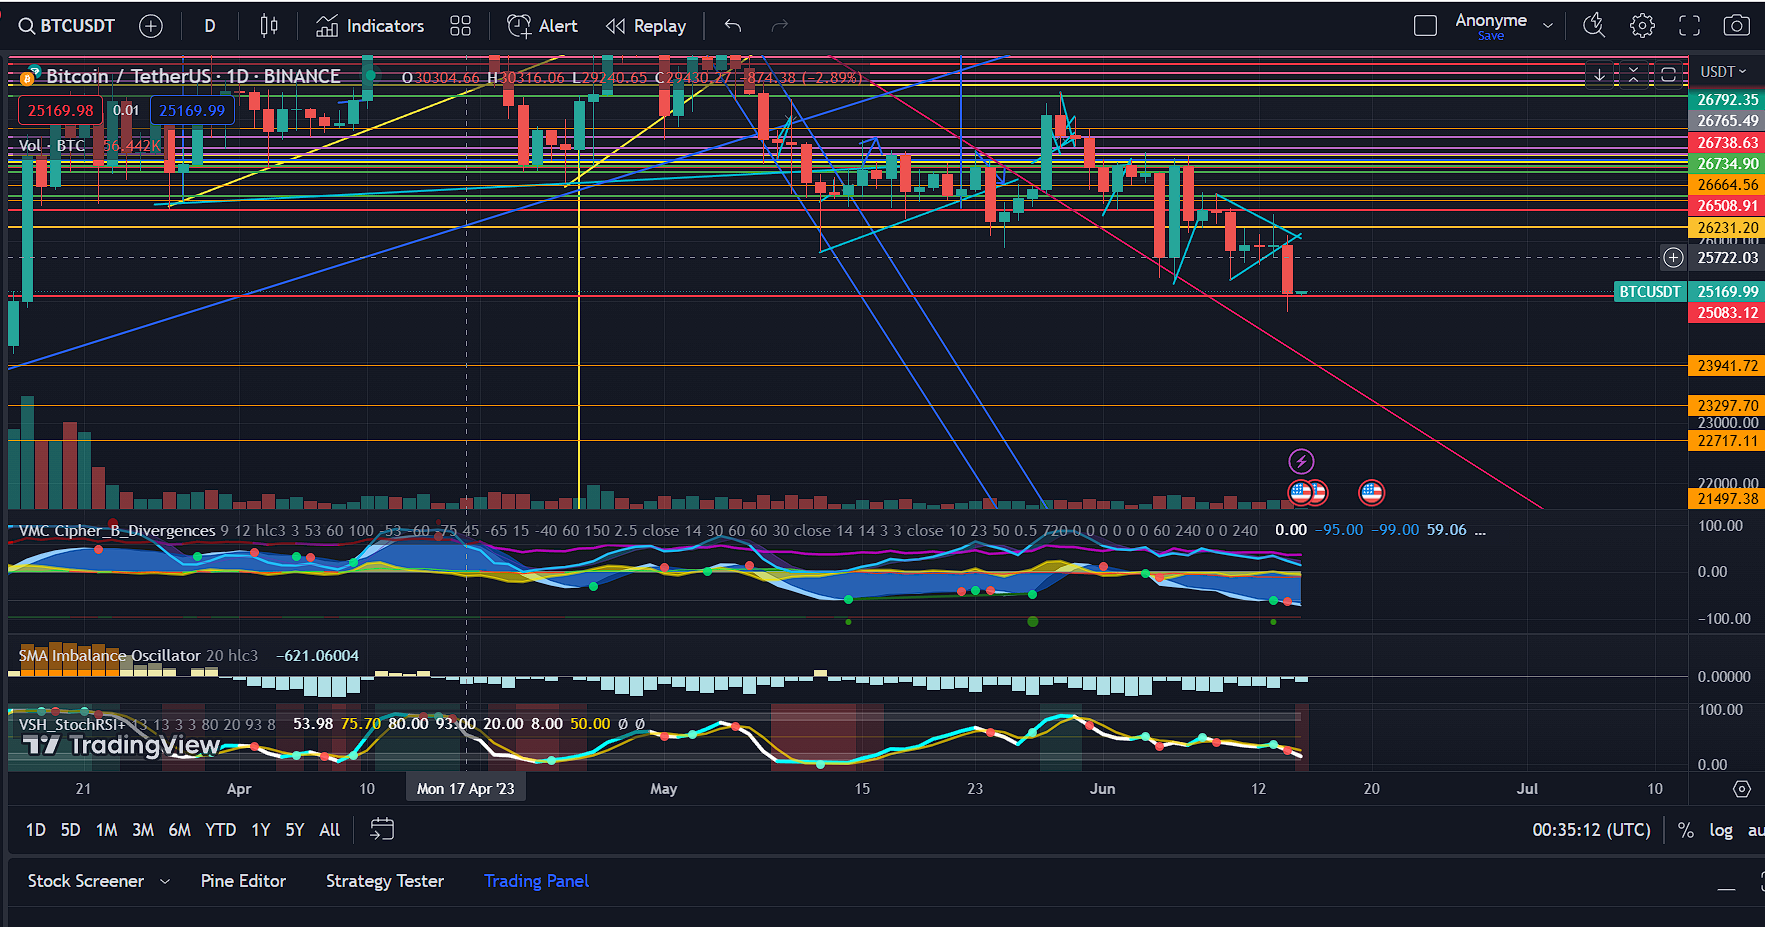 BTCUSDT D Indicators Alert Replay Anonyme
Save
Bitcoin / TetherUS · 1D · BINANCE O30304.66 H30316.06 L29240.65 C29430.27 −874.38 (−2.89%) USDT
25169.98 0.01 25169.99
Vol · BTC 56.442K
26792.35
26765.49
26738.63
26734.90
26664.56
26508.91
26231.20
26000.00
25722.03
BTCUSDT 25169.99
25083.12
23941.72
23297.70
23000.00
22717.11
22000.00
21497.38
VMC Cipher_B_Divergences 9 12 hlc3 3 53 60 100 -53 -60 -75 45 -65 15 -40 60 150 2.5 close 14 30 60 60 30 close 14 14 3 3 close 10 23 50 0.5 720 0 0 0 0 0 60 240 0 0 240 0.00 −95.00 −99.00 59.06 ...
100.00
0.00
−100.00
SMA Imbalance Oscillator 20 hlc3 −621.06004
0.00000
VSH_StochRSI+ 13 13 3 3 80 20 93 8 53.98 75.70 80.00 93.00 20.00 8.00 50.00 ∅ ∅
100.00
TradingView
0.00
21 Apr 10 Mon 17 Apr '23 May 15 23 Jun 12 20 Jul 10
1D 5D 1M 3M 6M YTD 1Y 5Y All 00:35:12 (UTC) % log au
Stock Screener Pine Editor Strategy Tester Trading Panel